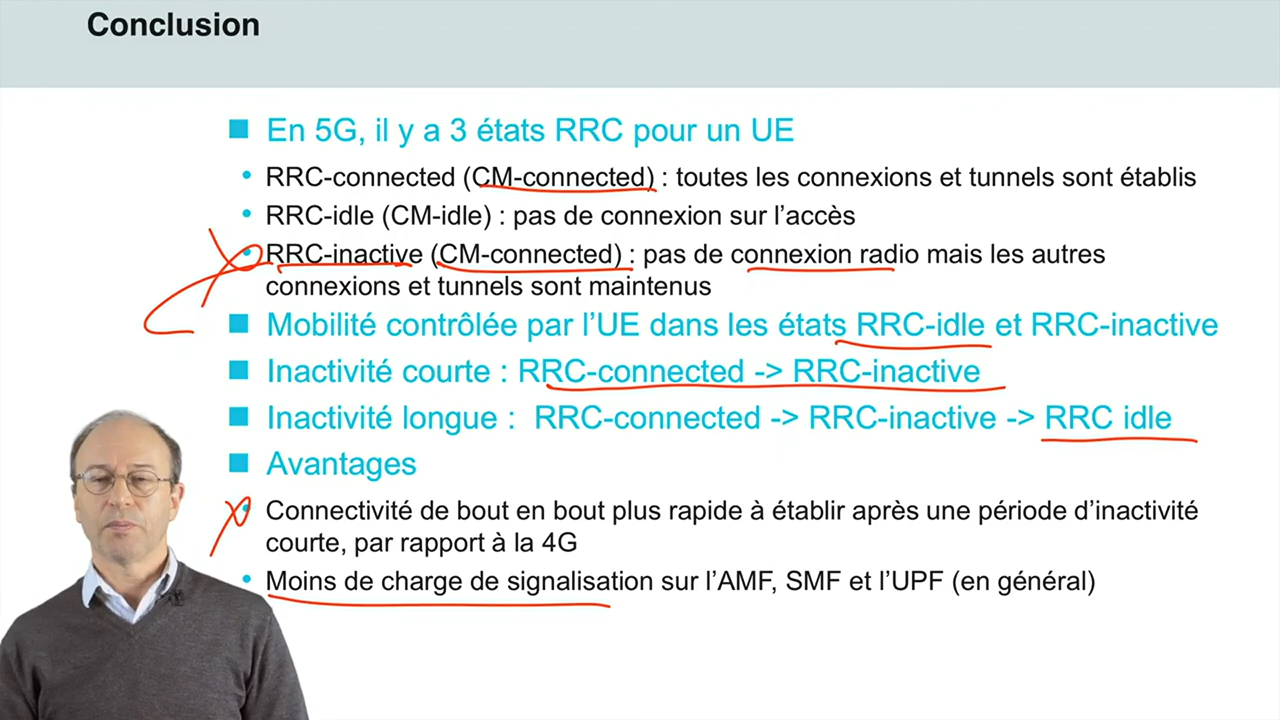 Conclusion
En 5G, il y a 3 états RRC pour un UE
RRC-connected (CM-connected) : toutes les connexions et tunnels sont établis
RRC-idle (CM-idle) : pas de connexion sur l’accès
RRC-inactive (CM-connected) : pas de connexion radio mais les autres
connexions et tunnels sont maintenus
Mobilité contrôlée par l’UE dans les états RRC-idle et RRC-inactive
Inactivité courte : RRC-connected -> RRC-inactive
Inactivité longue : RRC-connected -> RRC-inactive -> RRC idle
Avantages
Connectivité de bout en bout plus rapide à établir après une période d’inactivité
courte, par rapport à la 4G
Moins de charge de signalisation sur l’AMF, SMF et l’UPF (en général)